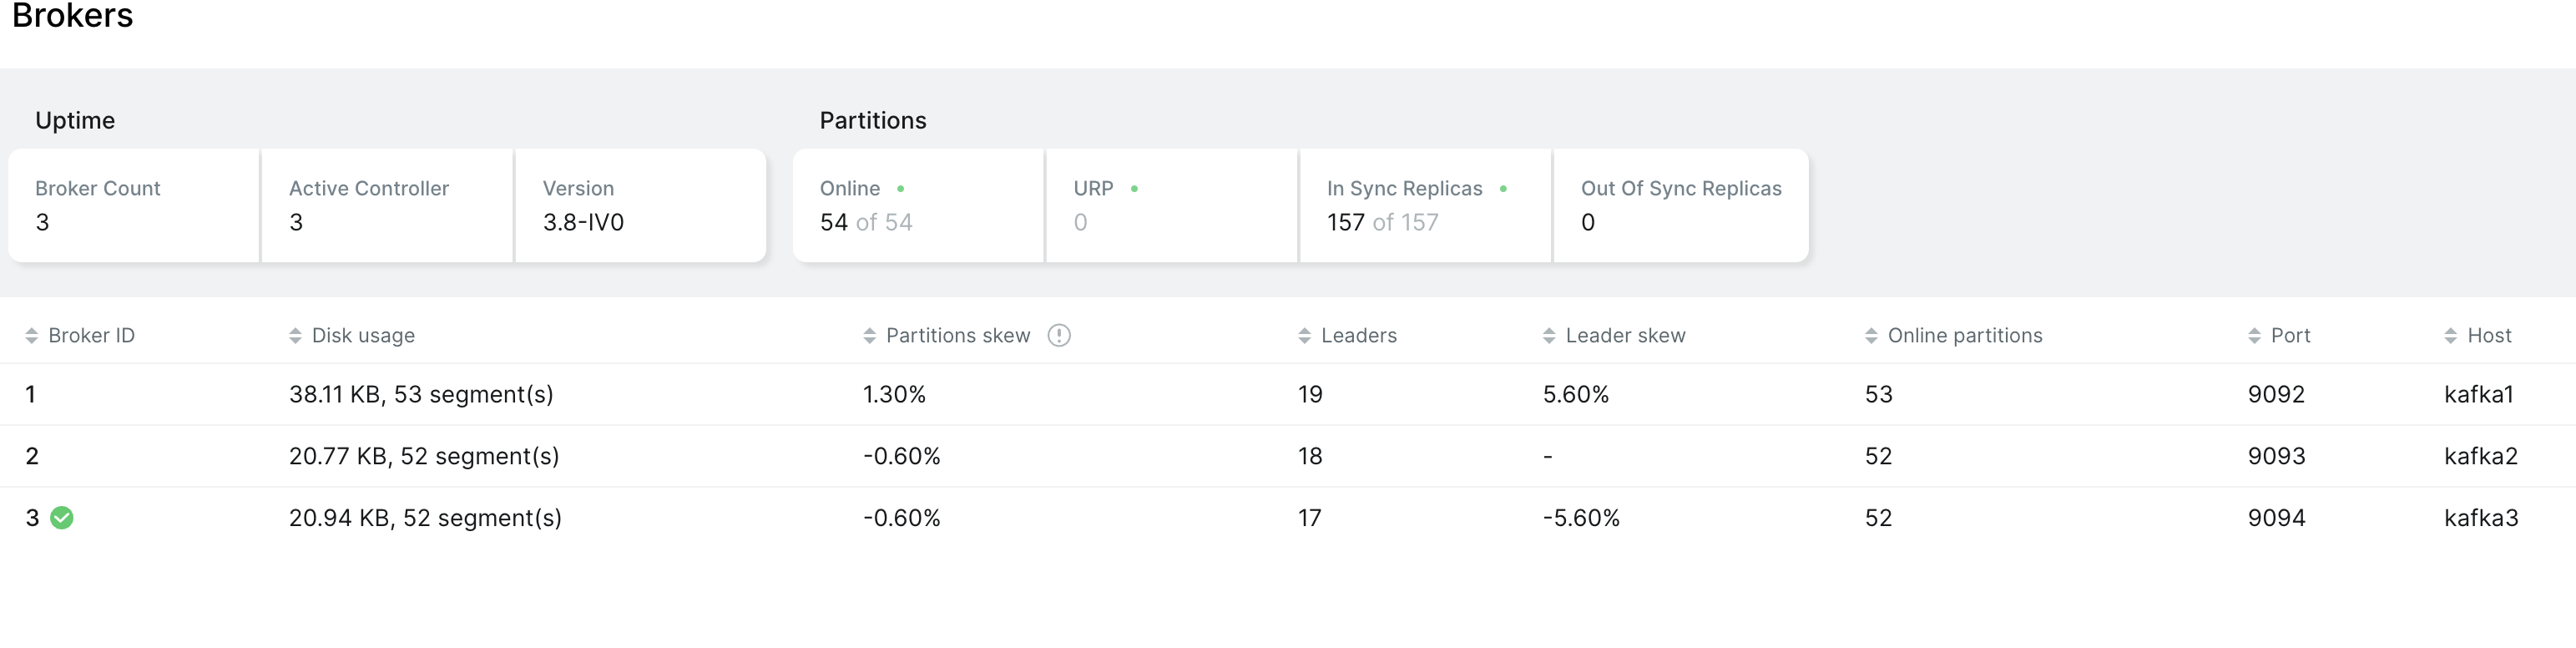 Brokers
Uptime
Partitions
Broker Count
3
Active Controller
3
Version
3.8-IV0
Online
54 of 54
URP
0
In Sync Replicas
157 of 157
Out Of Sync Replicas
0
Broker ID Disk usage Partitions skew Leaders Leader skew Online partitions Port Host
1 38.11 KB, 53 segment(s) 1.30% 19 5.60% 53 9092 kafka1
2 20.77 KB, 52 segment(s) -0.60% 18 - 52 9093 kafka2
3 20.94 KB, 52 segment(s) -0.60% 17 -5.60% 52 9094 kafka3